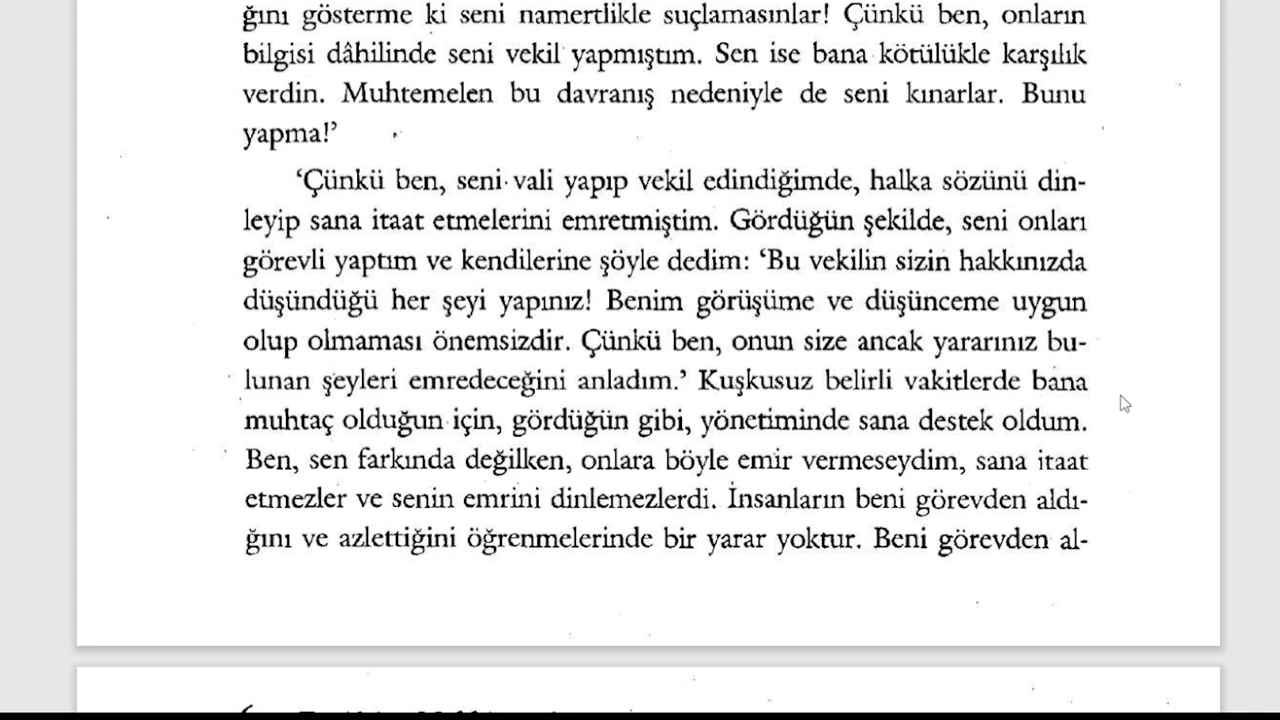 ğını gösterme ki seni namertlikle suçlamasınlar! Çünkü ben, onların
bilgisi dâhilinde seni vekil yapmıştım. Sen ise bana kötülükle karşılık
verdin. Muhtemelen bu davranış nedeniyle de seni kınarlar. Bunu
yapma!’
‘Çünkü ben, seni vali yapıp vekil edindiğimde, halka sözünü din-
leyip sana itaat etmelerini emretmiştim. Gördüğün şekilde, seni onları
görevli yaptım ve kendilerine şöyle dedim: ‘Bu vekilin sizin hakkınızda
düşündüğü her şeyi yapınız! Benim görüşüme ve düşünceme uygun
olup olmaması önemsizdir. Çünkü ben, onun size ancak yararınız bu-
lunan şeyleri emredeceğini anladım.’ Kuşkusuz belirli vakitlerde bana
muhtaç olduğun için, gördüğün gibi, yönetiminde sana destek oldum.
Ben, sen farkında değilken, onlara böyle emir vermeseydim, sana itaat
etmezler ve senin emrini dinlemezlerdi. İnsanların beni görevden aldı-
ğını ve azlettiğini öğrenmelerinde bir yarar yoktur. Beni görevden al-